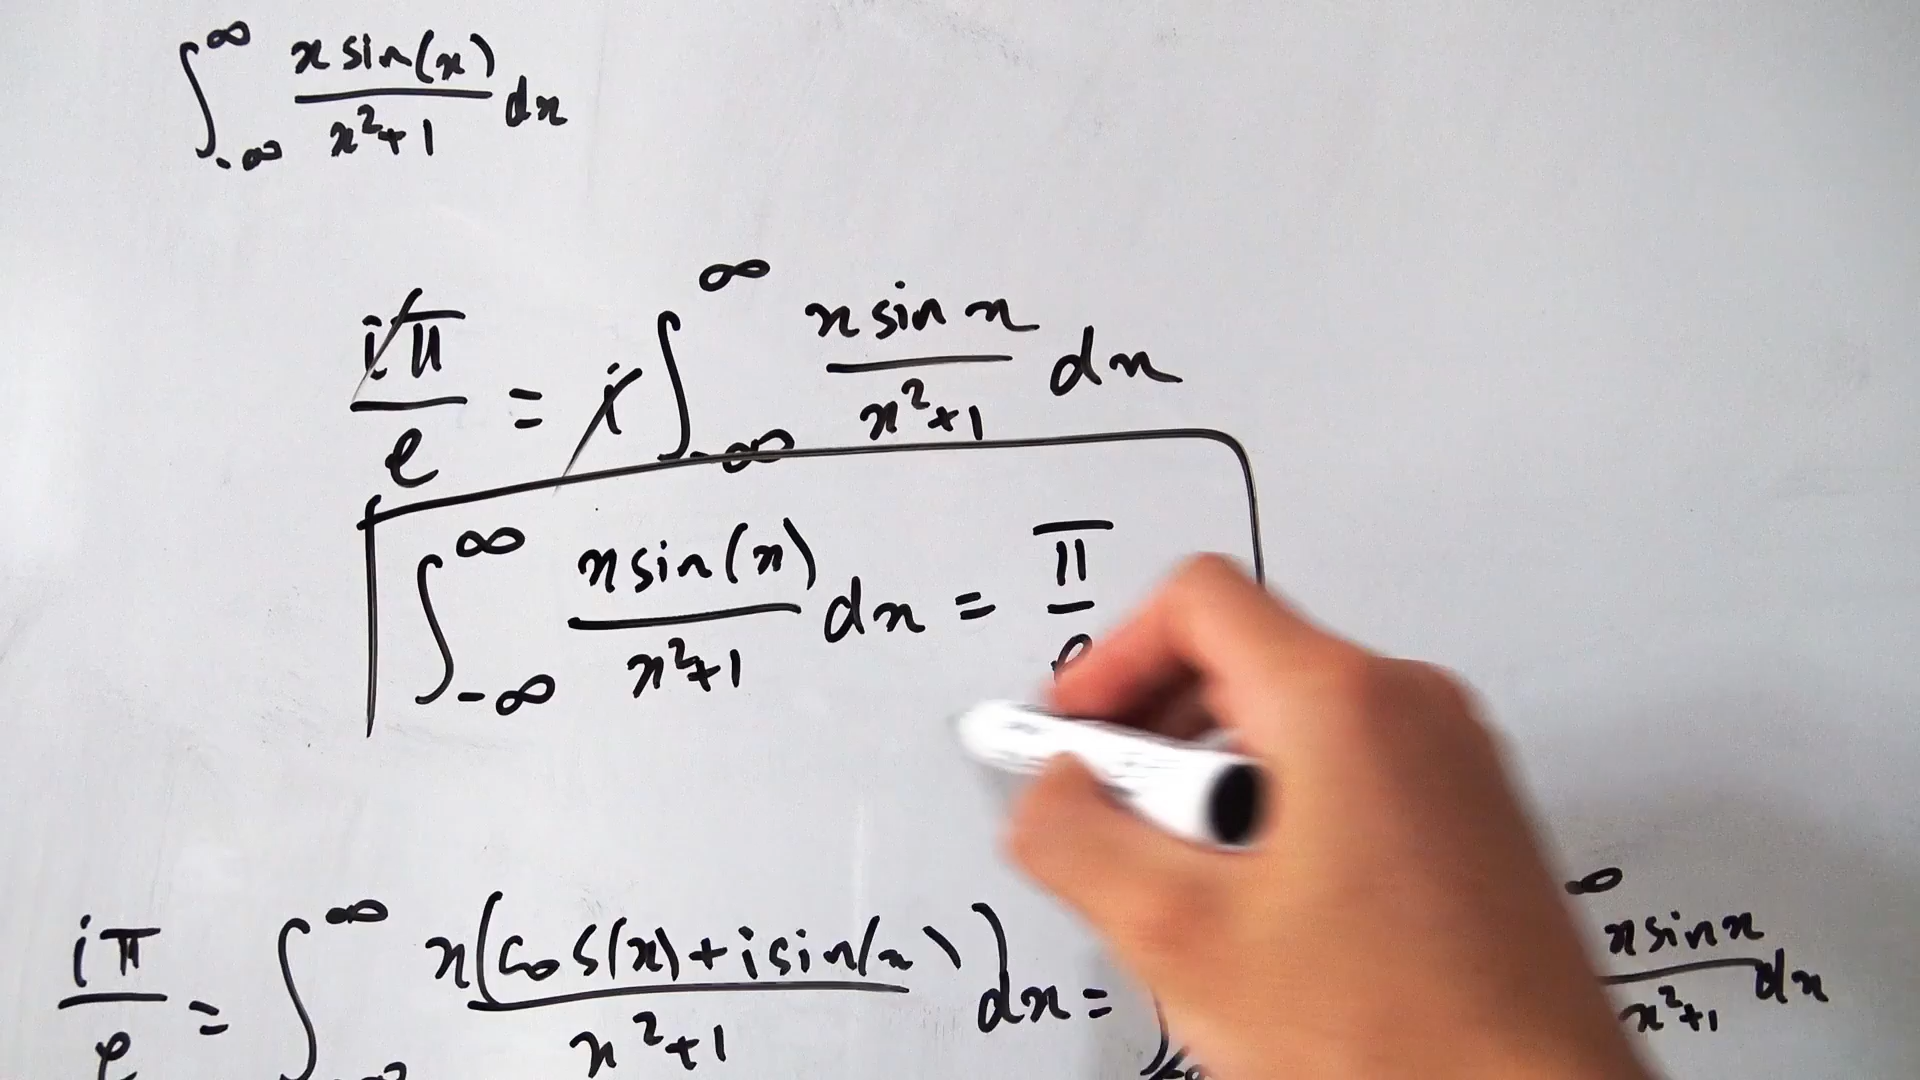 ∫_{-∞}^{∞} x sin(x)/(x²+1) dx
iπ/e = i ∫_{-∞}^{∞} x sin x/(x²+1) dx
∫_{-∞}^{∞} x sin(x)/(x²+1) dx = π/e
iπ/e = ∫_{-∞}^{∞} x(cos(x)+i sin(x))/(x²+1) dx = ∫ ∞ x sin x/(x²+1) dx